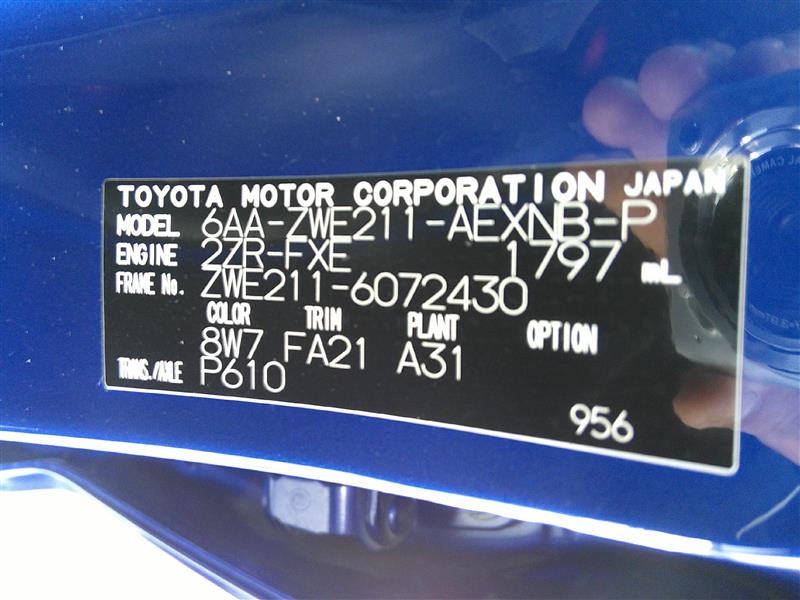 TOYOTA MOTOR CORPORATION JAPAN
MODEL 6AA-ZWE211-AEXNB-P
ENGINE 2ZR-FXE 1797 mL
FRAME No. ZWE211-6072430
COLOR TRIM PLANT OPTION
8W7 FA21 A31
TRANS./AXLE P610
956